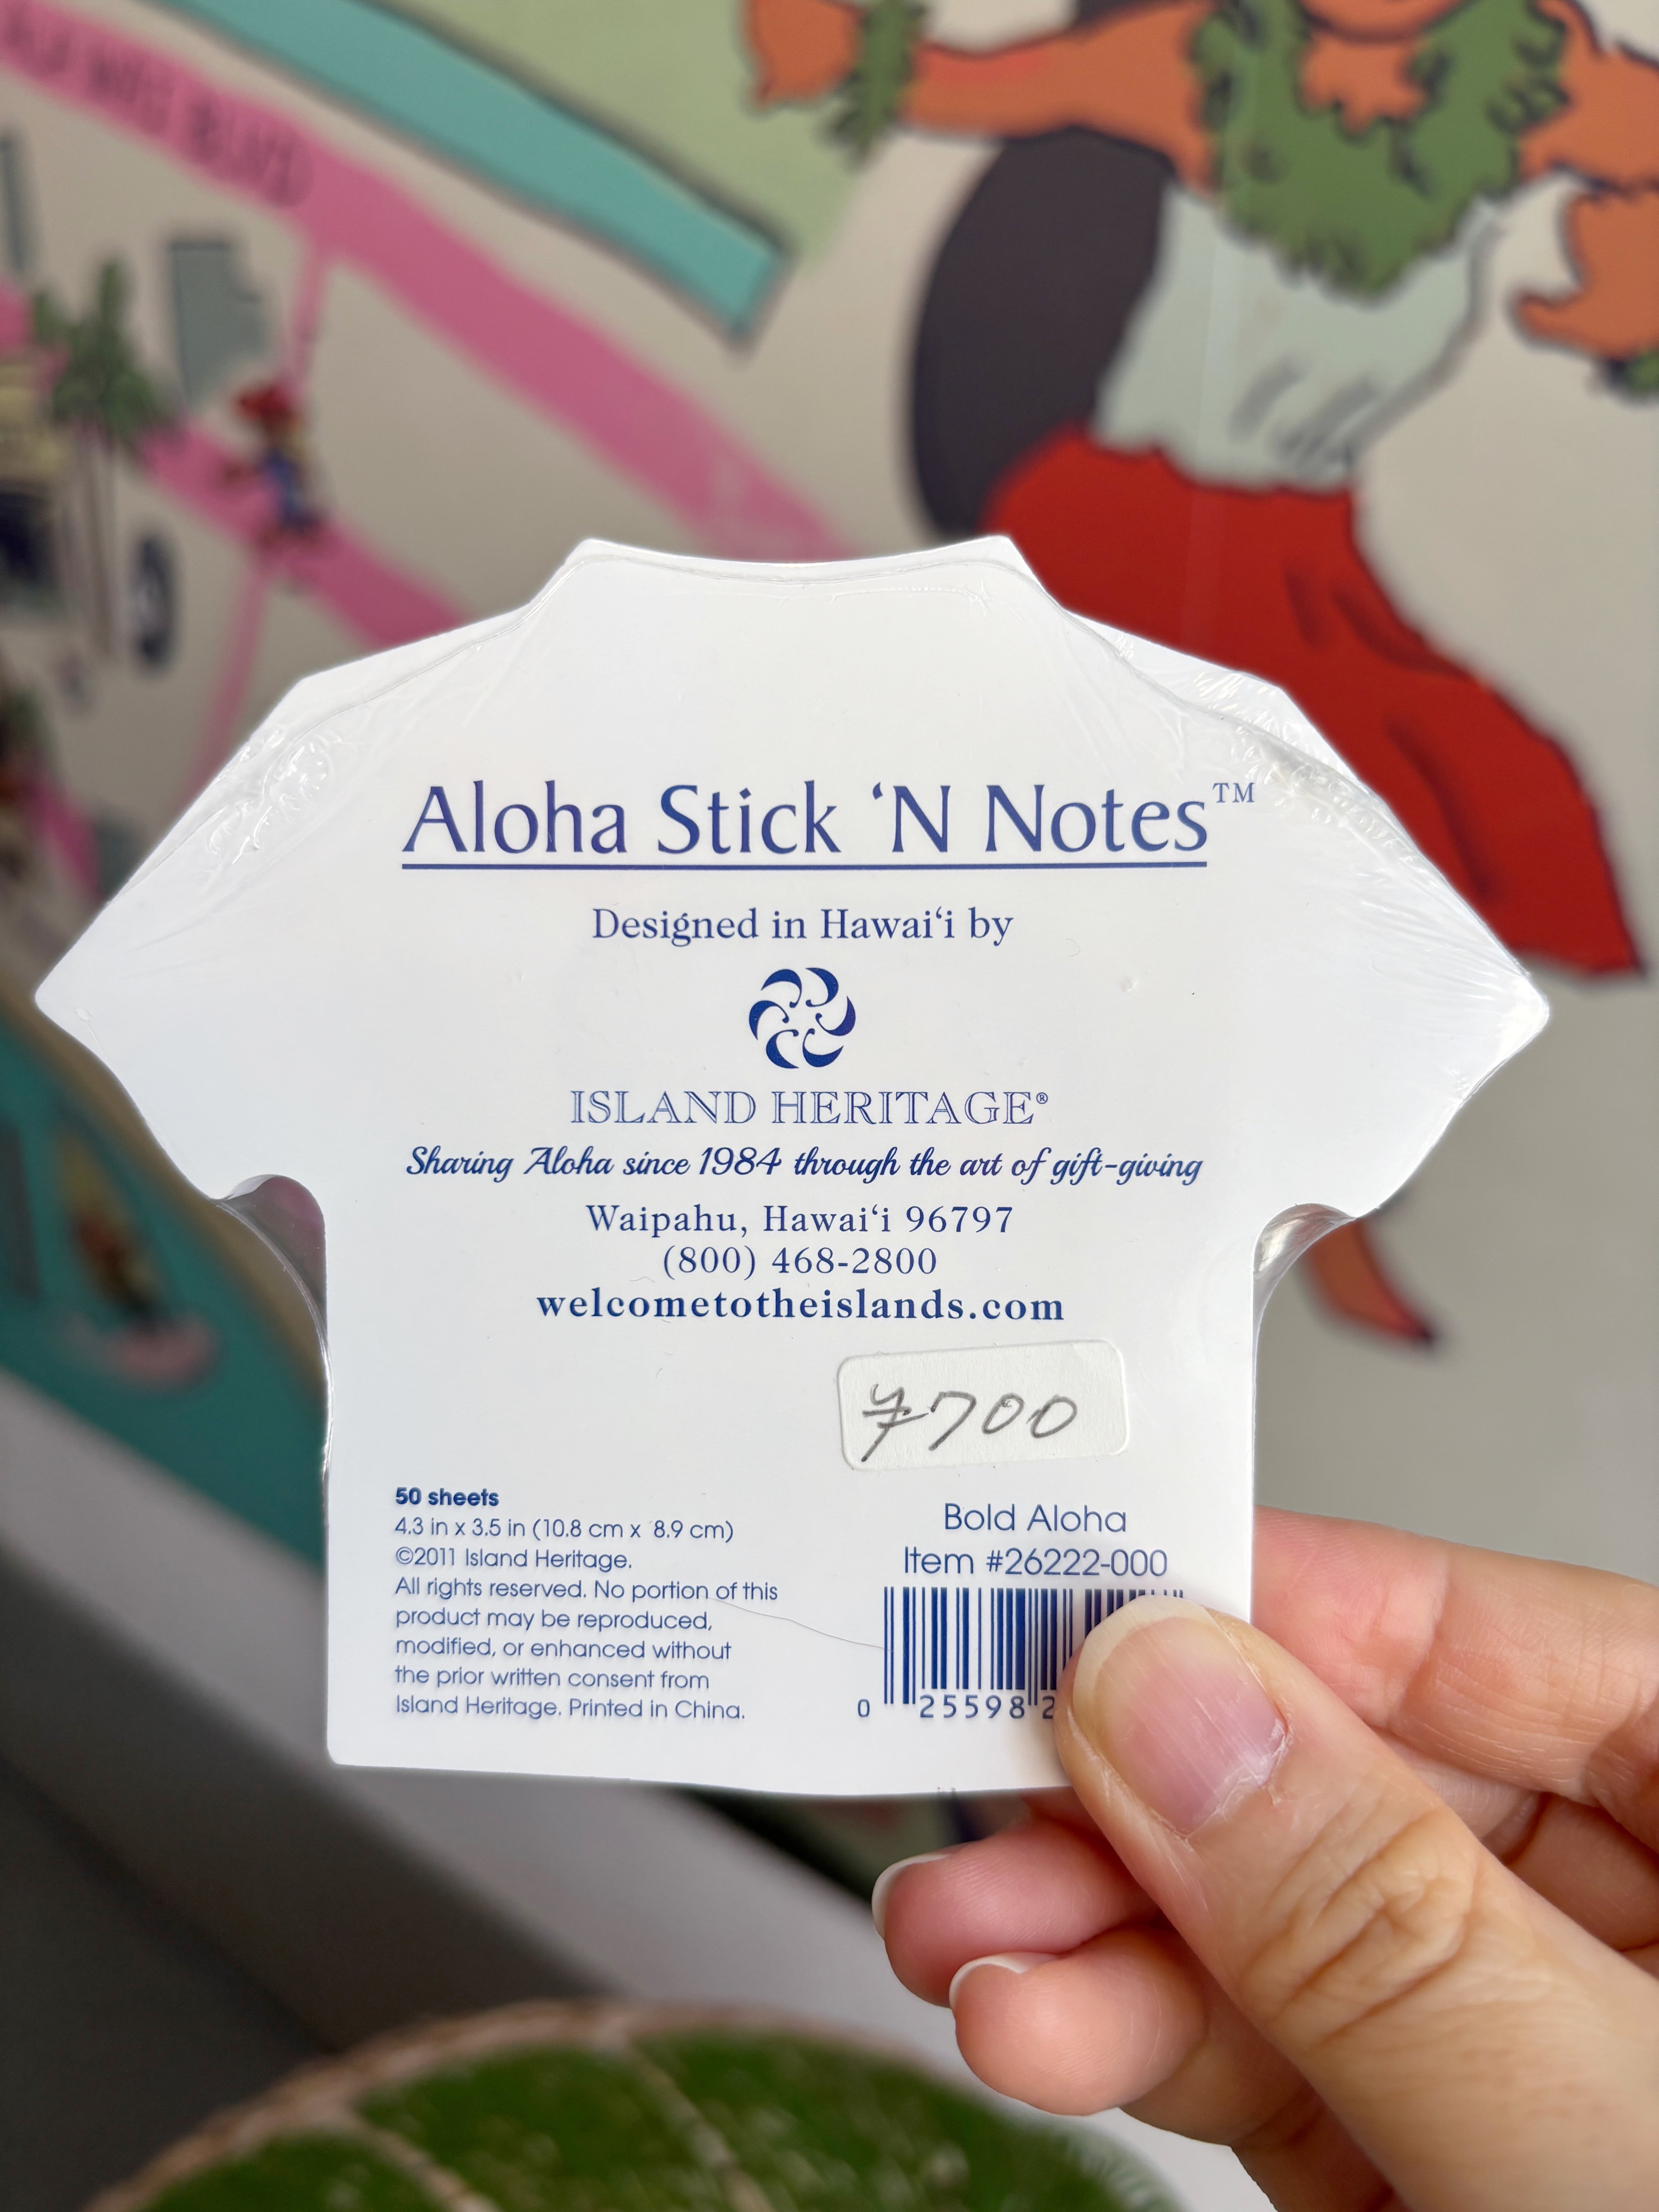 Aloha Stick ‘N Notes™
Designed in Hawai‘i by
ISLAND HERITAGE®
Sharing Aloha since 1984 through the art of gift-giving
Waipahu, Hawai‘i 96797
(800) 468-2800
welcometotheislands.com
¥700
50 sheets
4.3 in x 3.5 in (10.8 cm x 8.9 cm)
©2011 Island Heritage.
All rights reserved. No portion of this
product may be reproduced,
modified, or enhanced without
the prior written consent from
Island Heritage. Printed in China.
Bold Aloha
Item #26222-000
0 25598 2
BLVD